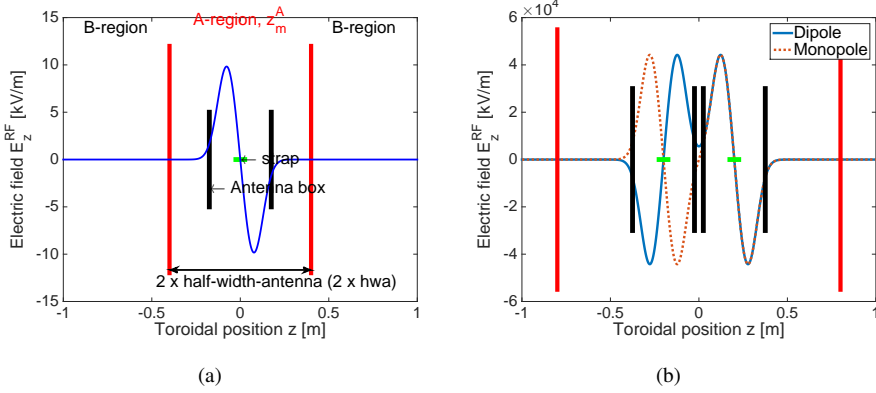 B-region
A-region, z_m^A
B-region
15
10
5
0
-5
-10
-15
Electric field E_z^RF [kV/m]
← strap
← Antenna box
2 x half-width-antenna (2 x hwa)
-1 -0.5 0 0.5 1
Toroidal position z [m]
(a)
6 ×10^4
4
2
0
-2
-4
-6
Electric field E_z^RF [kV/m]
Dipole
Monopole
-1 -0.5 0 0.5 1
Toroidal position z [m]
(b)